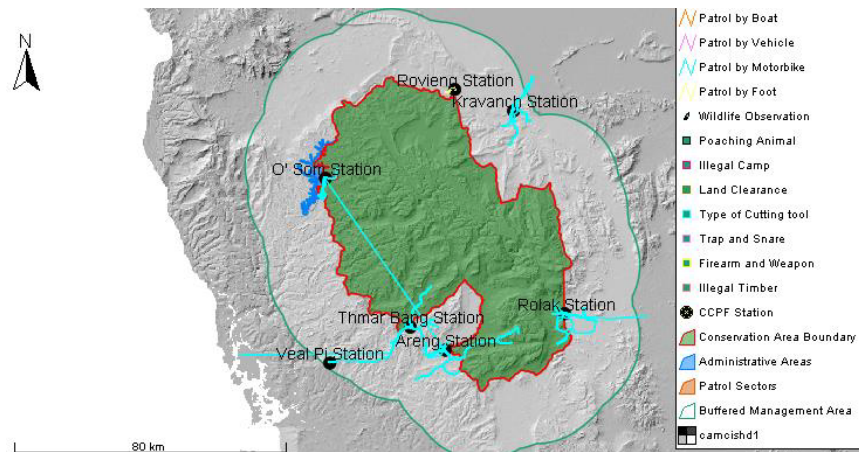 N
Rovieng Station
Kravanch Station
O' Som Station
Thmar Bang Station
Rolak Station
Areng Station
Veal Pi Station
80 km
Patrol by Boat
Patrol by Vehicle
Patrol by Motorbike
Patrol by Foot
Wildlife Observation
Poaching Animal
Illegal Camp
Land Clearance
Type of Cutting tool
Trap and Snare
Firearm and Weapon
Illegal Timber
CCPF Station
Conservation Area Boundary
Administrative Areas
Patrol Sectors
Buffered Management Area
camcishd1